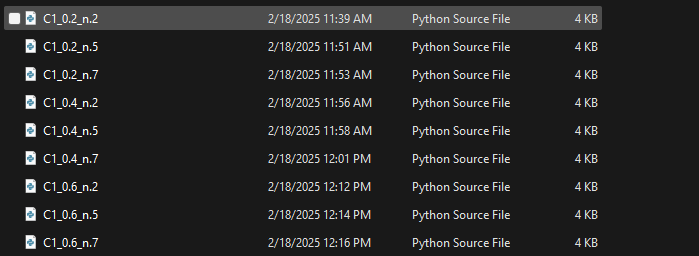 C1_0.2_n.2 2/18/2025 11:39 AM Python Source File 4 KB
C1_0.2_n.5 2/18/2025 11:51 AM Python Source File 4 KB
C1_0.2_n.7 2/18/2025 11:53 AM Python Source File 4 KB
C1_0.4_n.2 2/18/2025 11:56 AM Python Source File 4 KB
C1_0.4_n.5 2/18/2025 11:58 AM Python Source File 4 KB
C1_0.4_n.7 2/18/2025 12:01 PM Python Source File 4 KB
C1_0.6_n.2 2/18/2025 12:12 PM Python Source File 4 KB
C1_0.6_n.5 2/18/2025 12:14 PM Python Source File 4 KB
C1_0.6_n.7 2/18/2025 12:16 PM Python Source File 4 KB